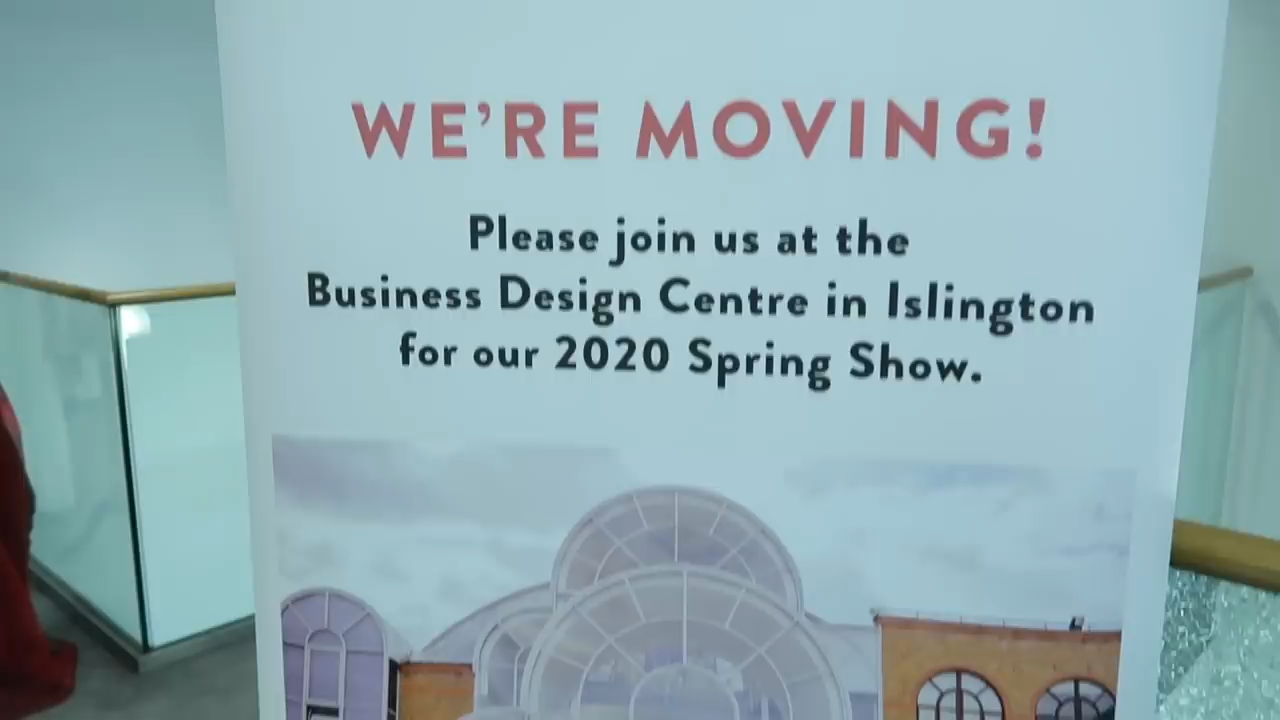 WE'RE MOVING!
Please join us at the
Business Design Centre in Islington
for our 2020 Spring Show.